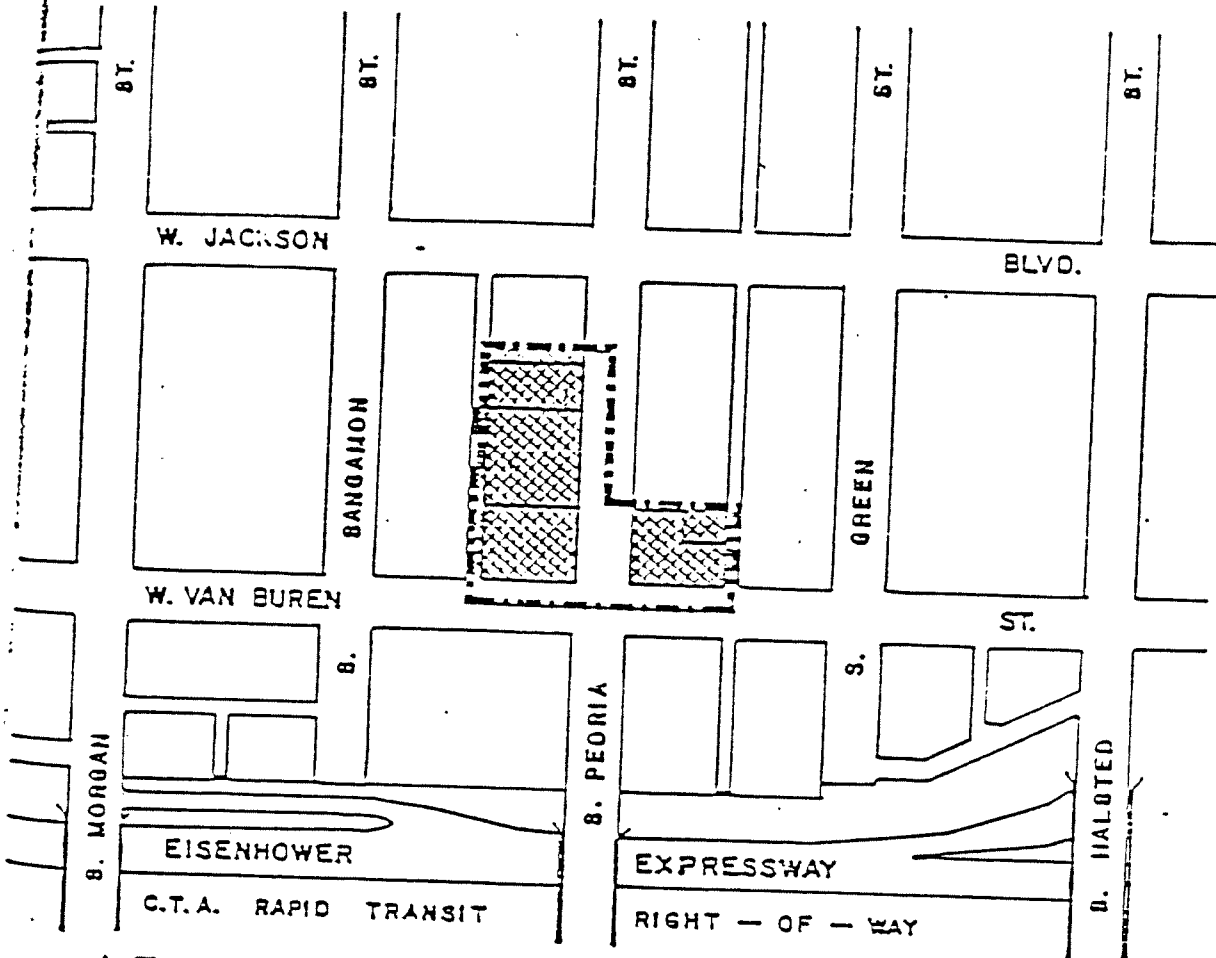 ST.
ST.
ST.
ST.
ST.
W. JACKSON
BLVD.
SANGAMON
GREEN
W. VAN BUREN
ST.
S.
S.
S. MORGAN
S. PEORIA
S. HALSTED
EISENHOWER
EXPRESSWAY
C.T.A. RAPID TRANSIT
RIGHT — OF — WAY